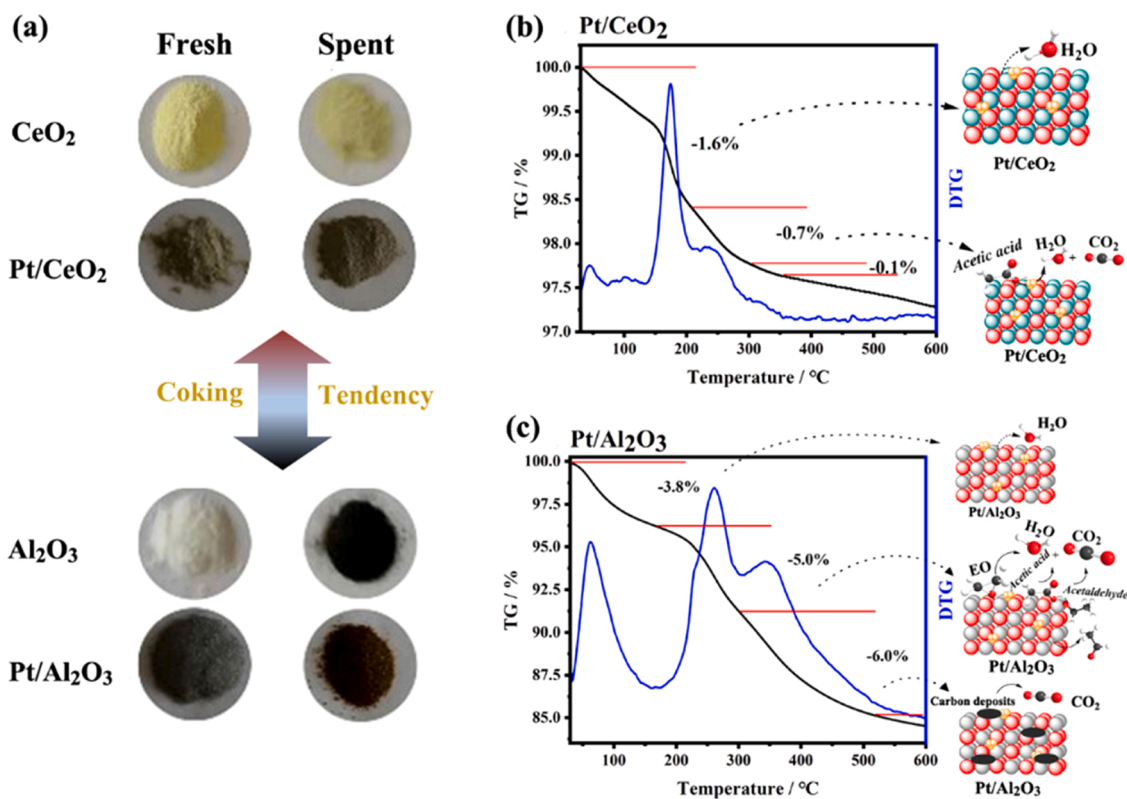 (a)
Fresh Spent
CeO₂
Pt/CeO₂
Coking Tendency
Al₂O₃
Pt/Al₂O₃
(b)
Pt/CeO₂
100.0
99.5
99.0
98.5
98.0
97.5
97.0
TG / %
-1.6%
-0.7%
-0.1%
100 200 300 400 500 600
Temperature / °C
DTG
H₂O
Pt/CeO₂
Acetic acid
H₂O + CO₂
Pt/CeO₂
(c)
Pt/Al₂O₃
100.0
97.5
95.0
92.5
90.0
87.5
85.0
TG / %
-3.8%
-5.0%
-6.0%
100 200 300 400 500 600
Temperature / °C
DTG
H₂O
Pt/Al₂O₃
H₂O + CO₂
EO
Acetic acid
Acetaldehyde
Pt/Al₂O₃
Carbon deposits
CO₂
Pt/Al₂O₃